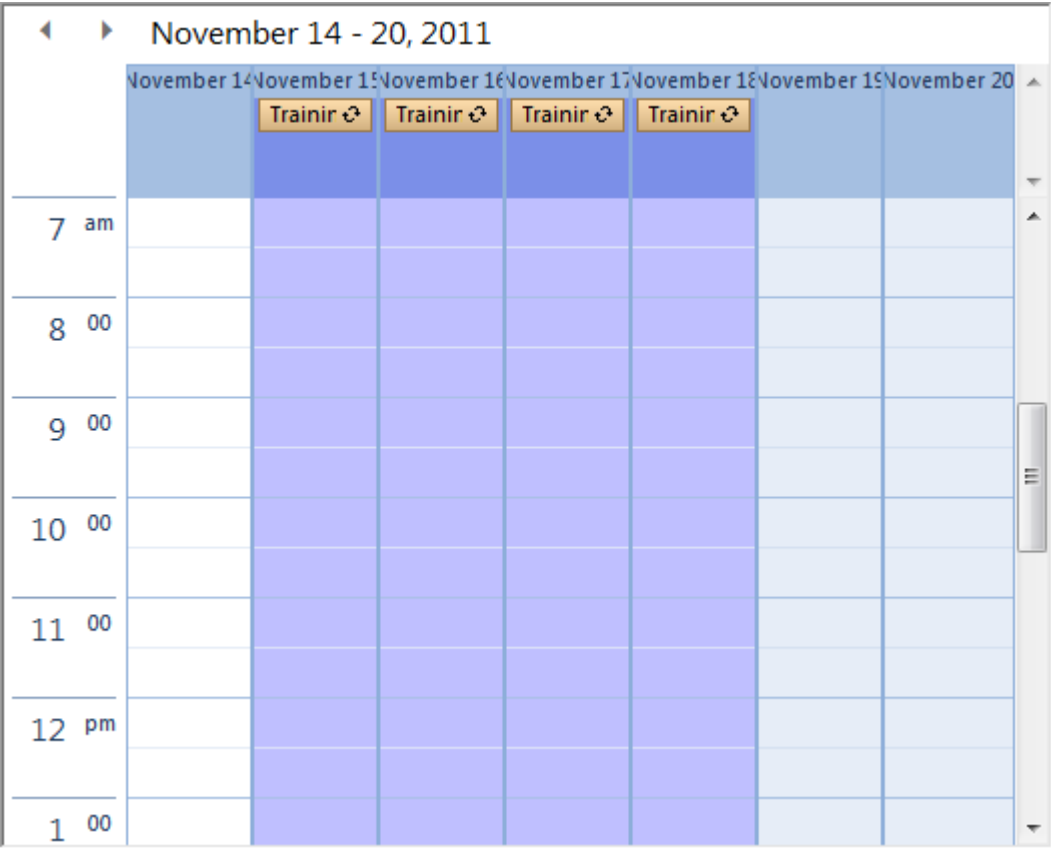 November 14 - 20, 2011
November 14 November 15 November 16 November 17 November 18 November 19 November 20
Trainir Trainir Trainir Trainir
7 am
8 00
9 00
10 00
11 00
12 pm
1 00